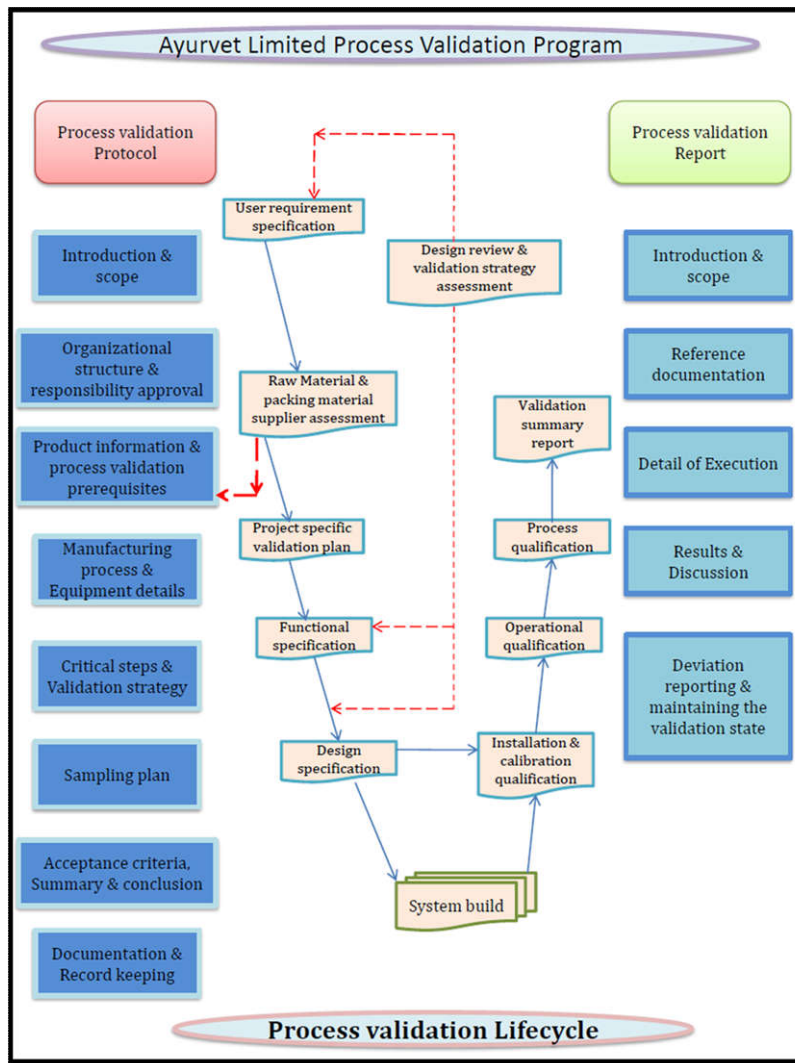 Ayurvet Limited Process Validation Program
Process validation
Protocol
Introduction &
scope
Organizational
structure &
responsibility approval
Product information &
process validation
prerequisites
Manufacturing
process &
Equipment details
Critical steps &
Validation strategy
Sampling plan
Acceptance criteria,
Summary & conclusion
Documentation &
Record keeping
User requirement
specification
Design review &
validation strategy
assessment
Raw Material &
packing material
supplier assessment
Project specific
validation plan
Functional
specification
Design
specification
System build
Installation &
calibration
qualification
Operational
qualification
Process
qualification
Validation
summary
report
Process validation
Report
Introduction &
scope
Reference
documentation
Detail of Execution
Results &
Discussion
Deviation
reporting &
maintaining the
validation state
Process validation Lifecycle